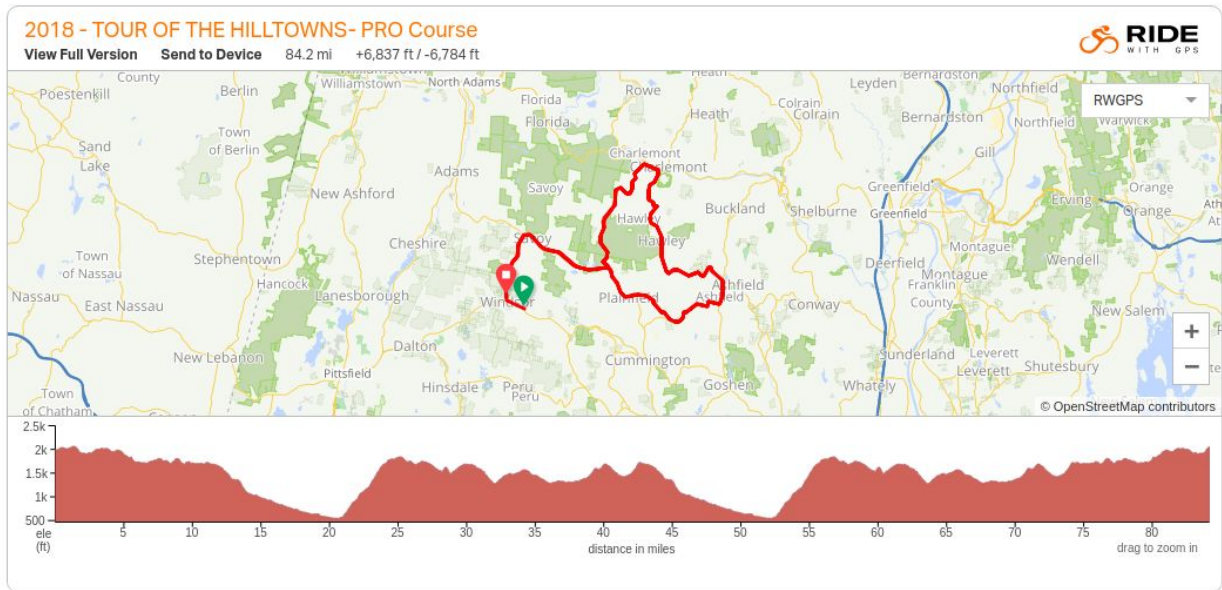 2018 - TOUR OF THE HILLTOWNS- PRO Course
View Full Version Send to Device 84.2 mi +6,837 ft / -6,784 ft
RIDE
WITH GPS
RWGPS
County
Poestenkill
Berlin
Williamstown
North Adams
Heath
Rowe
Leyden
Bernardston
Northfield
Florida
Florida
Heath
Colrain
Colrain
Bernardston
Northfield
Warwick
Town
of Berlin
Sand
Lake
Adams
Charlemont
Charlemont
Gill
New Ashford
Savoy
Greenfield
Greenfield
Erving
Orange
Orange
Buckland
Shelburne
Hawley
Hawley
Cheshire
Savoy
Montague
Town
of Nassau
Stephentown
Deerfield
Montague
Wendell
Nassau
East Nassau
Hancock
Lanesborough
Windsor
Plainfield
Ashfield
Ashfield
Conway
Franklin
County
New Salem
New Lebanon
Dalton
Pittsfield
Cummington
Sunderland
Leverett
Leverett
Shutesbury
Town
of Chatham
Hinsdale
Peru
Peru
Goshen
Whately
+
−
© OpenStreetMap contributors
2.5k
2k
1.5k
1k
500
ele
(ft)
5 10 15 20 25 30 35 40 45 50 55 60 65 70 75 80
distance in miles
drag to zoom in